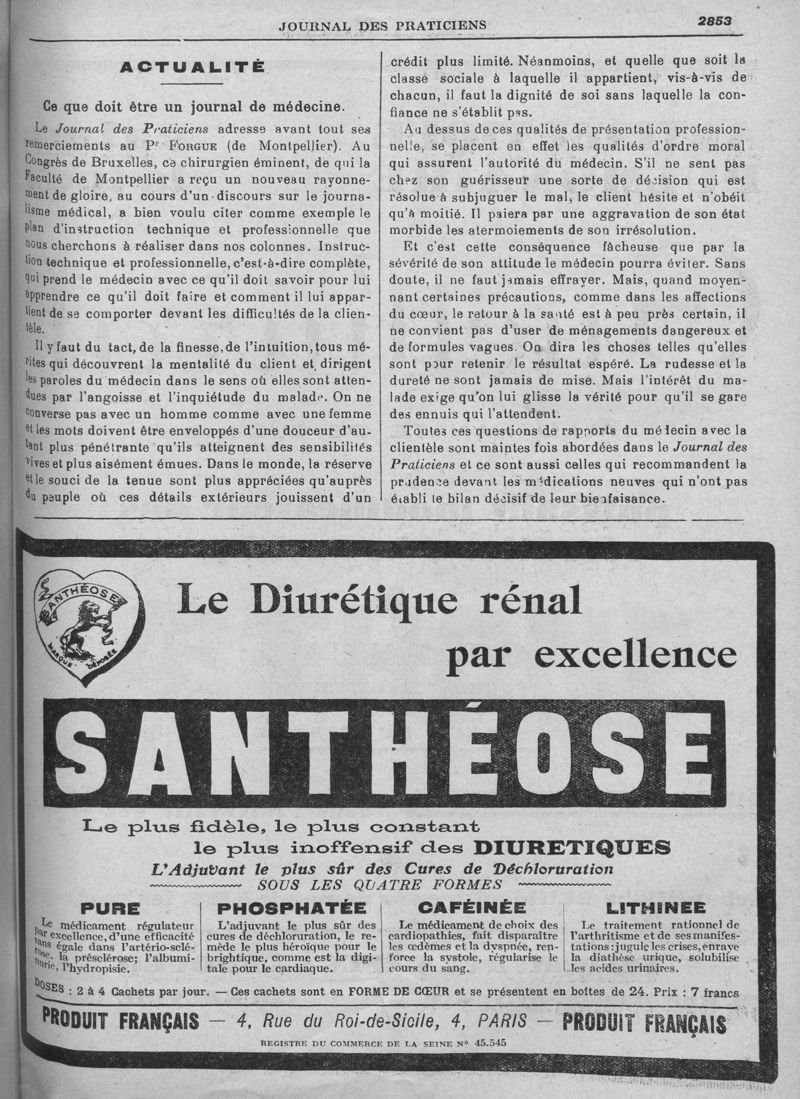 JOURNAL DES PRATICIENS
2853
ACTUALITÉ
Ce que doit être un journal de médecine.
Le Journal des Praticiens adresse avant tout ses
remerciements au Pr FORGUE (de Montpellier). Au
Congrès de Bruxelles, ce chirurgien éminent, de qui la
Faculté de Montpellier a reçu un nouveau rayonne-
ment de gloire, au cours d'un discours sur le journa-
lisme médical, a bien voulu citer comme exemple le
plan d'instruction technique et professionnelle que
nous cherchons à réaliser dans nos colonnes. Instruc-
tion technique et professionnelle, c'est-à-dire complète,
qui prend le médecin avec ce qu'il doit savoir pour lui
apprendre ce qu'il doit faire et comment il lui appar-
tient de se comporter devant les difficultés de la clien-
tèle.
Il y faut du tact, de la finesse, de l'intuition, tous mé-
rites qui découvrent la mentalité du client et dirigent
les paroles du médecin dans le sens où elles sont atten-
dues par l'angoisse et l'inquiétude du malade. On ne
converse pas avec un homme comme avec une femme
et les mots doivent être enveloppés d'une douceur d'au-
tant plus pénétrante qu'ils atteignent des sensibilités
vives et plus aisément émues. Dans le monde, la réserve
et le souci de la tenue sont plus appréciées qu'auprès
du peuple où ces détails extérieurs jouissent d'un
crédit plus limité. Néanmoins, et quelle que soit la
classe sociale à laquelle il appartient, vis-à-vis de
chacun, il faut la dignité de soi sans laquelle la con-
fiance ne s'établit pas.
Au dessus de ces qualités de présentation profession-
nelle, se placent en effet les qualités d'ordre moral
qui assurent l'autorité du médecin. S'il ne sent pas
chez son guérisseur une sorte de décision qui est
résolue à subjuguer le mal, le client hésite et n'obéit
qu'à moitié. Il paiera par une aggravation de son état
morbide les atermoiements de son irrésolution.
Et c'est cette conséquence fâcheuse que par la
sévérité de son attitude le médecin pourra éviter. Sans
doute, il ne faut jamais effrayer. Mais, quand moyen-
nant certaines précautions, comme dans les affections
du cœur, le retour à la santé est à peu près certain, il
ne convient pas d'user de ménagements dangereux et
de formules vagues. On dira les choses telles qu'elles
sont pour retenir le résultat espéré. La rudesse et la
dureté ne sont jamais de mise. Mais l'intérêt du ma-
lade exige qu'on lui glisse la vérité pour qu'il se gare
des ennuis qui l'attendent.
Toutes ces questions de rapports du médecin avec la
clientèle sont maintes fois abordées dans le Journal des
Praticiens et ce sont aussi celles qui recommandent la
prudence devant les médications neuves qui n'ont pas
établi le bilan décisif de leur bienfaisance.
SANTHÉOSE
MARQUE DÉPOSÉE
Le Diurétique rénal
par excellence
SANTHÉOSE
Le plus fidèle, le plus constant
le plus inoffensif des DIURETIQUES
L'Adjuvant le plus sûr des Cures de Déchloruration
SOUS LES QUATRE FORMES
PURE
Le médicament régulateur
par excellence, d'une efficacité
sans égale dans l'artério-sclé-
rose, la présclérose; l'albumi-
nurie, l'hydropisie.
PHOSPHATÉE
L'adjuvant le plus sûr des
cures de déchloruration, le re-
mède le plus héroïque pour le
brightique, comme est la digi-
tale pour le cardiaque.
CAFÉINÉE
Le médicament de choix des
cardiopathies, fait disparaître
les œdèmes et la dyspnée, ren-
force la systole, régularise le
cours du sang.
LITHINEE
Le traitement rationnel de
l'arthritisme et de ses manifes-
tations: jugule les crises, enraye
la diathèse urique, solubilise
les acides urinaires.
DOSES : 2 à 4 Cachets par jour. — Ces cachets sont en FORME DE CŒUR et se présentent en boîtes de 24. Prix : 7 francs
PRODUIT FRANÇAIS — 4, Rue du Roi-de-Sicile, 4, PARIS — PRODUIT FRANÇAIS
REGISTRE DU COMMERCE DE LA SEINE N° 45.545